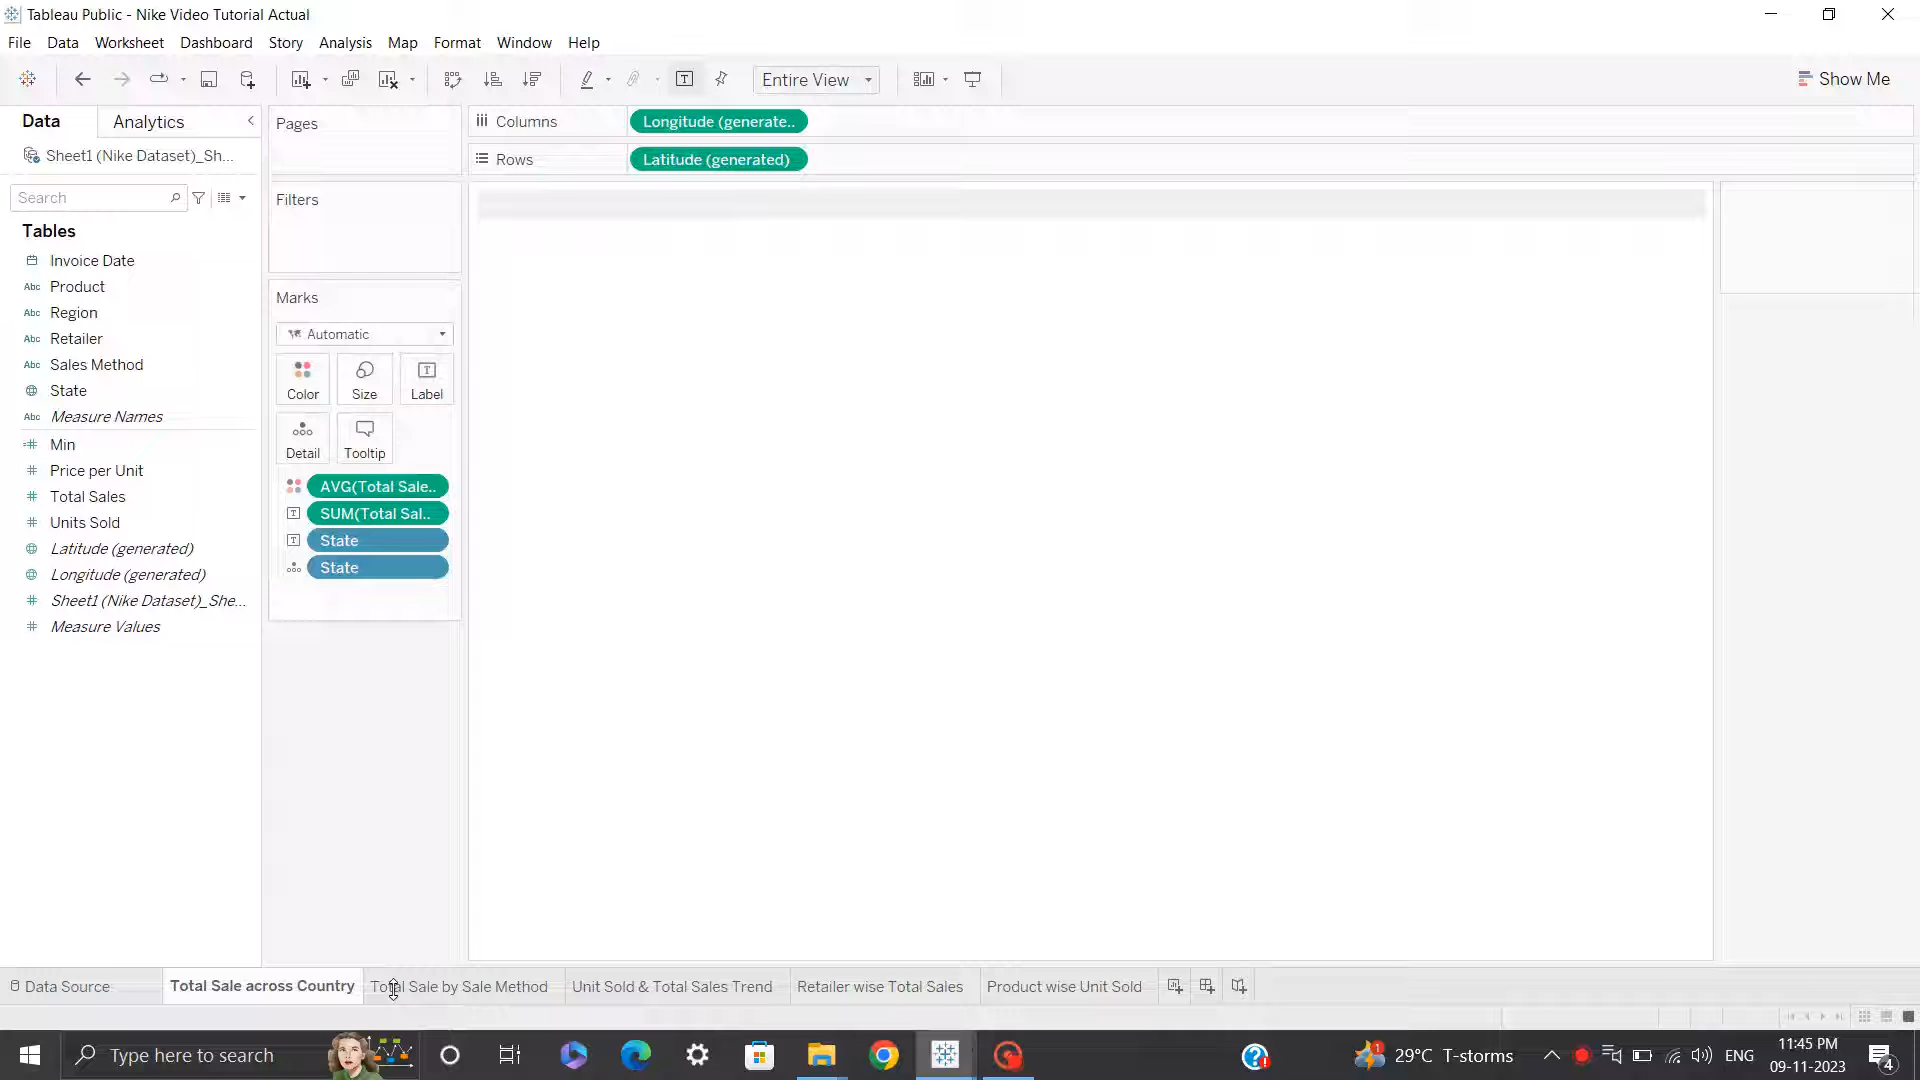 Tableau Public - Nike Video Tutorial Actual
File Data Worksheet Dashboard Story Analysis Map Format Window Help
Entire View
Show Me
Data
Analytics
Pages
Columns
Longitude (generate..
Sheet1 (Nike Dataset)_Sh...
Rows
Latitude (generated)
Search
Filters
Tables
Invoice Date
Abc Product
Abc Region
Abc Retailer
Abc Sales Method
State
Abc Measure Names
Min
Price per Unit
Total Sales
Units Sold
Latitude (generated)
Longitude (generated)
Sheet1 (Nike Dataset)_She...
Measure Values
Marks
Automatic
Color Size Label
Detail Tooltip
AVG(Total Sale..
SUM(Total Sal..
State
State
Data Source
Total Sale across Country
Total Sale by Sale Method
Unit Sold & Total Sales Trend
Retailer wise Total Sales
Product wise Unit Sold
Type here to search
29°C T-storms
ENG
11:45 PM
09-11-2023
4